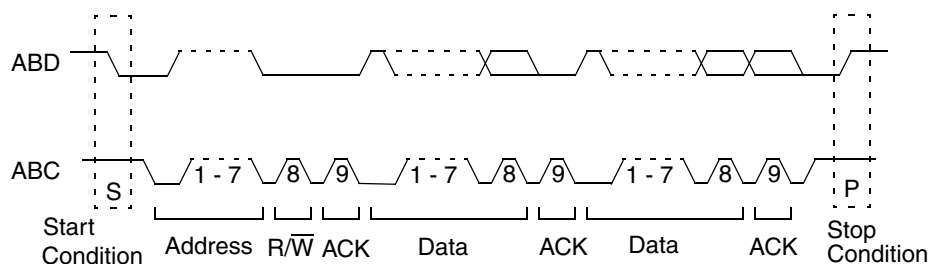 ABD
ABC
1 - 7
8
9
1 - 7
8
9
1 - 7
8
9
S
P
Start
Condition
Address
R/W̅
ACK
Data
ACK
Data
ACK
Stop
Condition